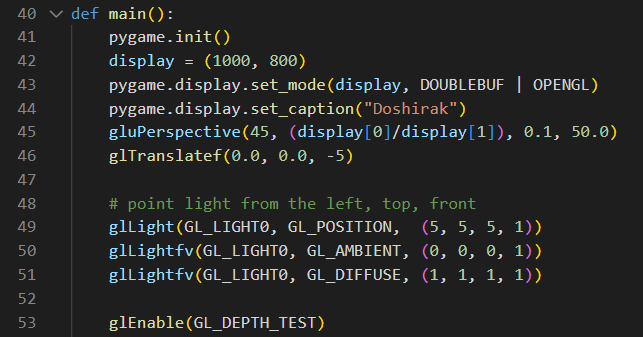 40 def main():
41     pygame.init()
42     display = (1000, 800)
43     pygame.display.set_mode(display, DOUBLEBUF | OPENGL)
44     pygame.display.set_caption("Doshirak")
45     gluPerspective(45, (display[0]/display[1]), 0.1, 50.0)
46     glTranslatef(0.0, 0.0, -5)
47
48     # point light from the left, top, front
49     glLight(GL_LIGHT0, GL_POSITION,  (5, 5, 5, 1))
50     glLightfv(GL_LIGHT0, GL_AMBIENT, (0, 0, 0, 1))
51     glLightfv(GL_LIGHT0, GL_DIFFUSE, (1, 1, 1, 1))
52
53     glEnable(GL_DEPTH_TEST)